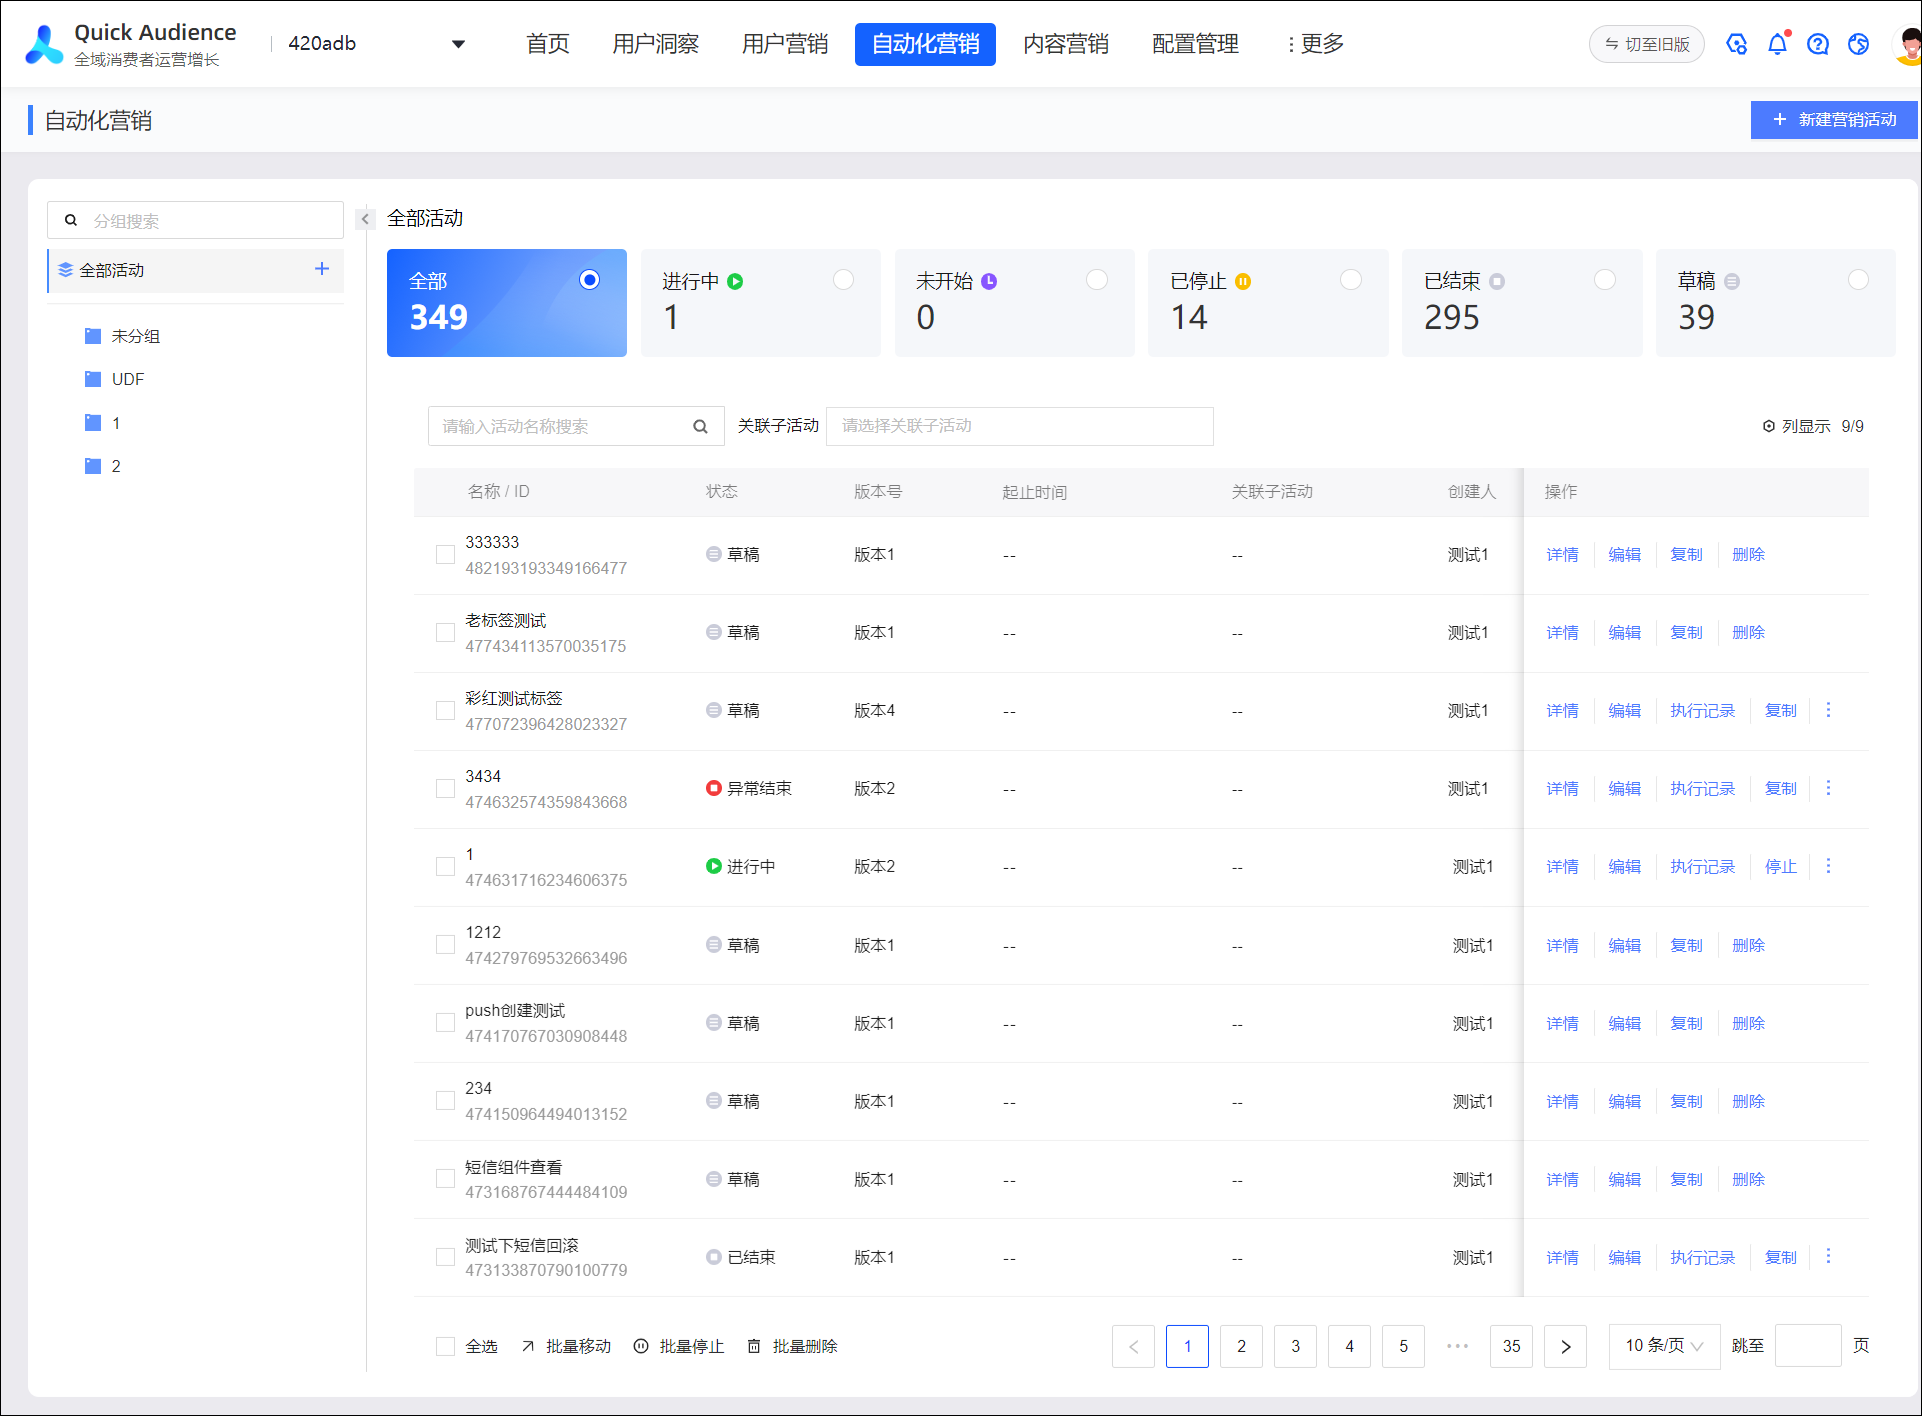 Quick Audience
全域消费者运营增长
420adb
首页
用户洞察
用户营销
自动化营销
内容营销
配置管理
更多
切至旧版
自动化营销
+ 新建营销活动
分组搜索
全部活动
未分组
UDF
1
2
全部活动
全部
349
进行中
1
未开始
0
已停止
14
已结束
295
草稿
39
请输入活动名称搜索
关联子活动
请选择关联子活动
列显示 9/9
名称 / ID 状态 版本号 起止时间 关联子活动 创建人 操作
333333
482193193349166477
草稿 版本1 -- -- 测试1 详情 编辑 复制 删除
老标签测试
477434113570035175
草稿 版本1 -- -- 测试1 详情 编辑 复制 删除
彩红测试标签
477072396428023327
草稿 版本4 -- -- 测试1 详情 编辑 执行记录 复制
3434
474632574359843668
异常结束 版本2 -- -- 测试1 详情 编辑 执行记录 复制
1
474631716234606375
进行中 版本2 -- -- 测试1 详情 编辑 执行记录 停止
1212
474279769532663496
草稿 版本1 -- -- 测试1 详情 编辑 复制 删除
push创建测试
474170767030908448
草稿 版本1 -- -- 测试1 详情 编辑 复制 删除
234
474150964494013152
草稿 版本1 -- -- 测试1 详情 编辑 复制 删除
短信组件查看
473168767444484109
草稿 版本1 -- -- 测试1 详情 编辑 复制 删除
测试下短信回滚
473133870790100779
已结束 版本1 -- -- 测试1 详情 编辑 执行记录 复制
全选 批量移动 批量停止 批量删除
< 1 2 3 4 5 ••• 35 > 10 条/页 跳至 页